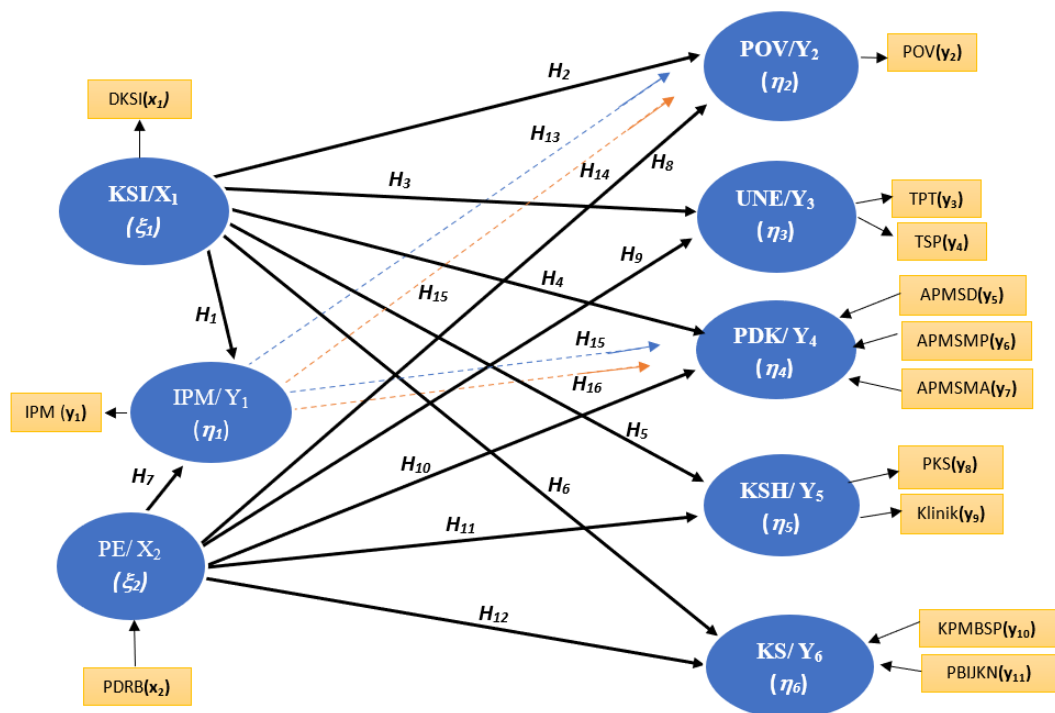 POV/Y2
(η2)
POV(y2)
H2
DKSI(x1)
H13
H8
H14
KSI/X1
(ξ1)
H3
UNE/Y3
(η3)
TPT(y3)
TSP(y4)
H9
H4
H15
H1
APMSD(y5)
PDK/ Y4
(η4)
APMSMP(y6)
APMSMA(y7)
H15
H16
IPM/ Y1
(η1)
IPM (y1)
H5
H10
H7
H6
KSH/ Y5
(η5)
PKS(y8)
Klinik(y9)
H11
PE/ X2
(ξ2)
H12
KS/ Y6
(η6)
KPMBSP(y10)
PBIJKN(y11)
PDRB(x2)